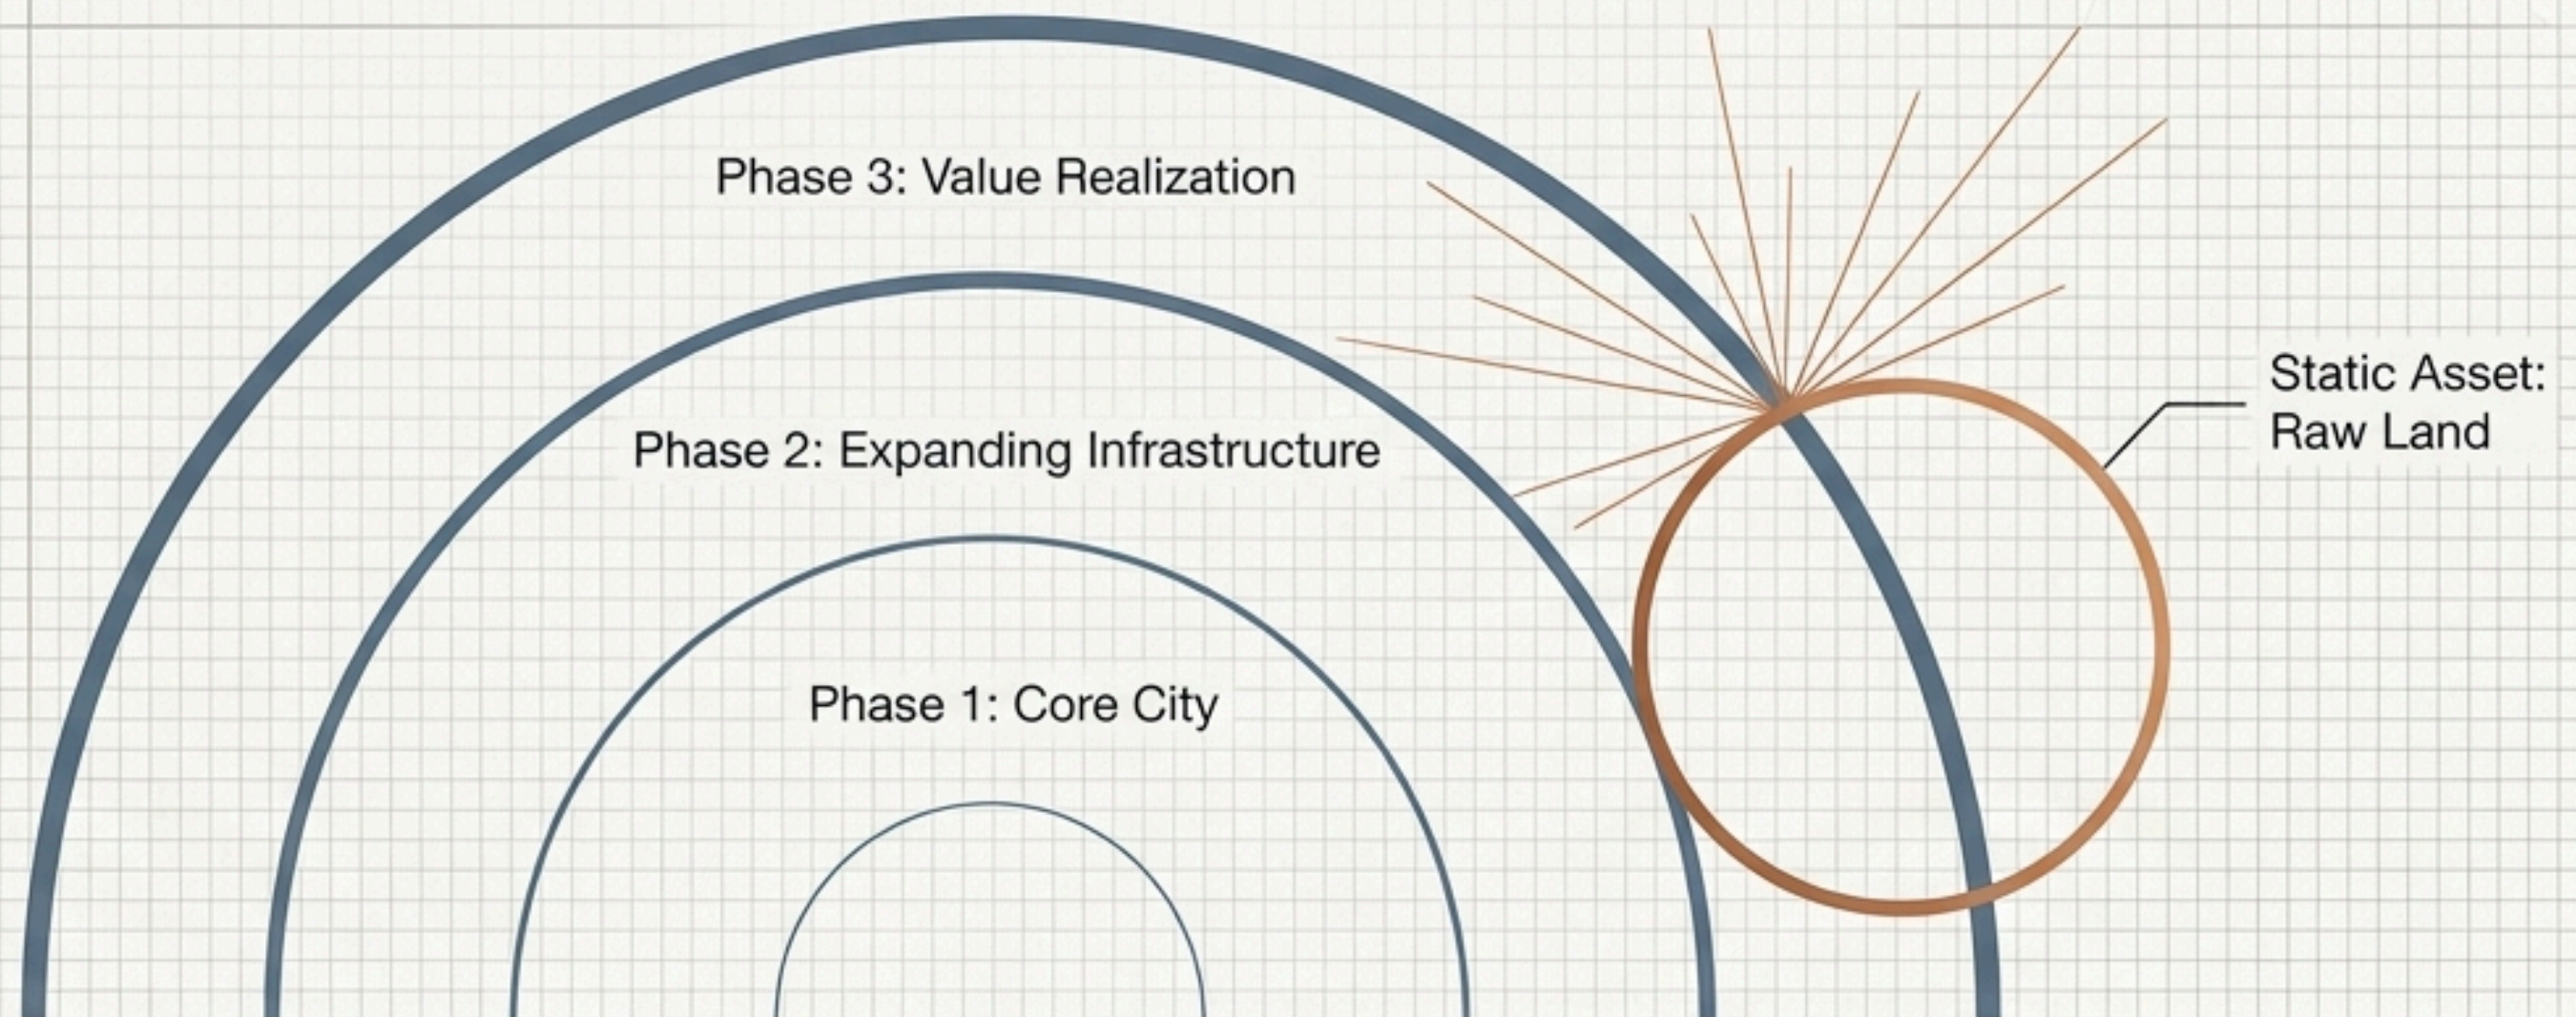 Phase 3: Value Realization
Static Asset:
Raw Land
Phase 2: Expanding Infrastructure
Phase 1: Core City